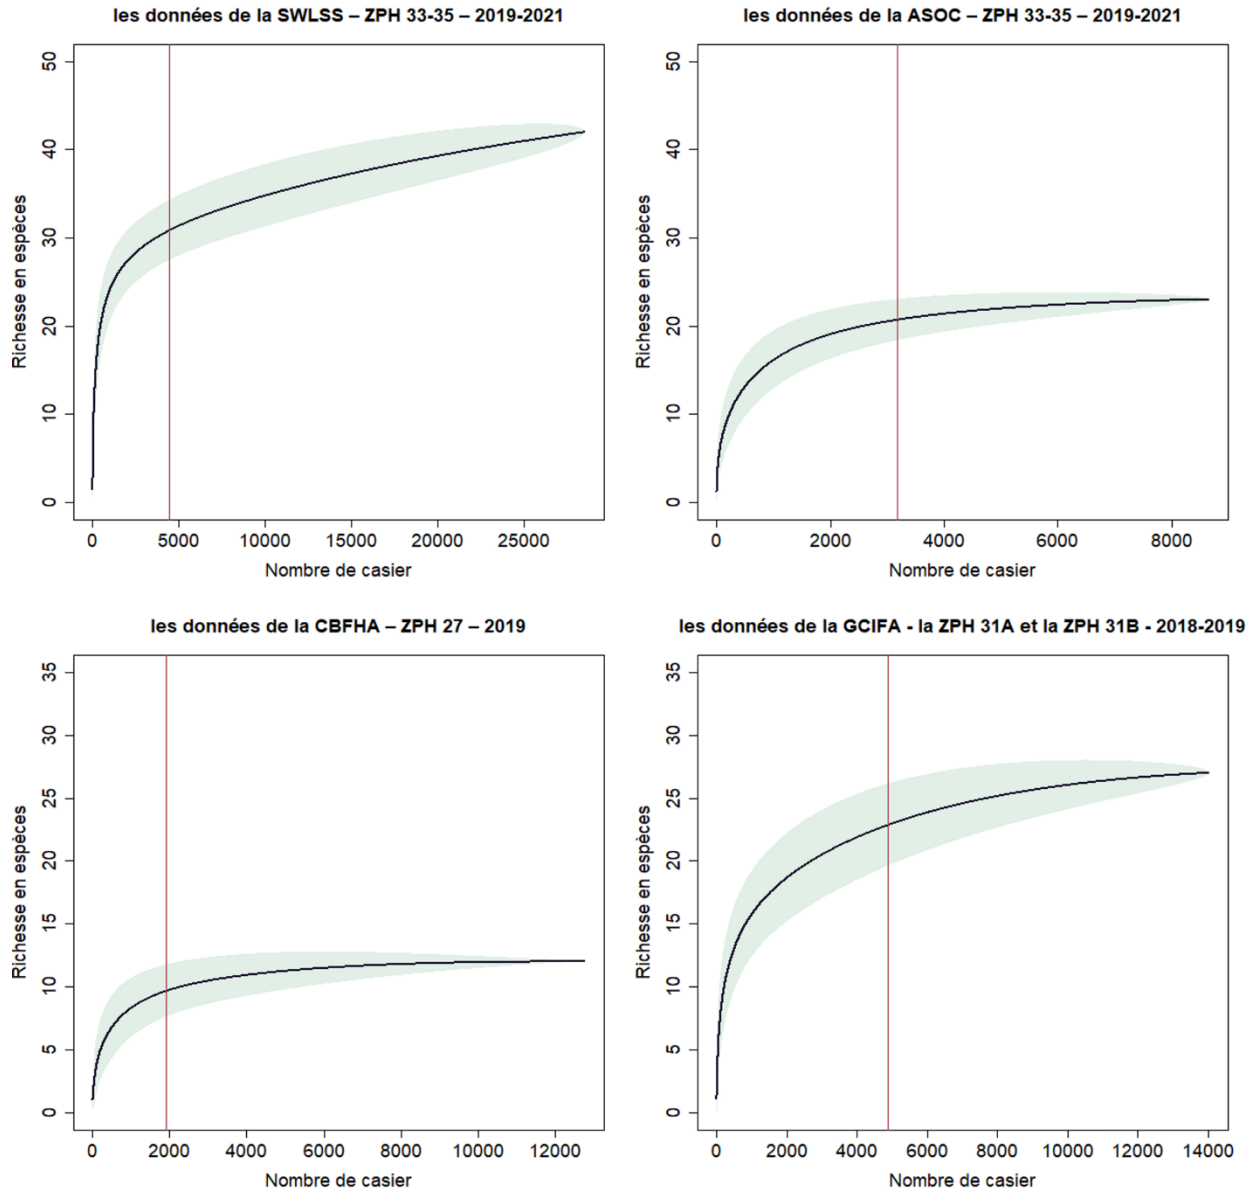 les données de la SWLSS – ZPH 33-35 – 2019-2021
Richesse en espèces
50
40
30
20
10
0
0 5000 10000 15000 20000 25000
Nombre de casier
les données de la ASOC – ZPH 33-35 – 2019-2021
Richesse en espèces
50
40
30
20
10
0
0 2000 4000 6000 8000
Nombre de casier
les données de la CBFHA – ZPH 27 – 2019
Richesse en espèces
35
30
25
20
15
10
5
0
0 2000 4000 6000 8000 10000 12000
Nombre de casier
les données de la GCIFA - la ZPH 31A et la ZPH 31B - 2018-2019
Richesse en espèces
35
30
25
20
15
10
5
0
0 2000 4000 6000 8000 10000 12000 14000
Nombre de casier